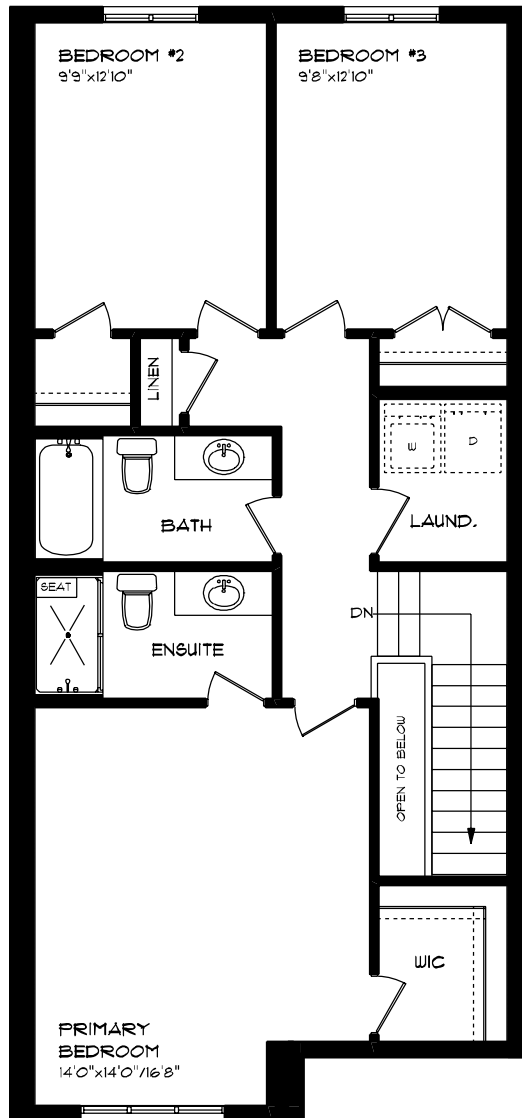 BEDROOM #2
9'9"x12'10"
BEDROOM #3
9'8"x12'10"
LINEN
W
D
LAUND.
BATH
SEAT
ENSUITE
DN
OPEN TO BELOW
WIC
PRIMARY
BEDROOM
14'0"x14'0"/16'8"